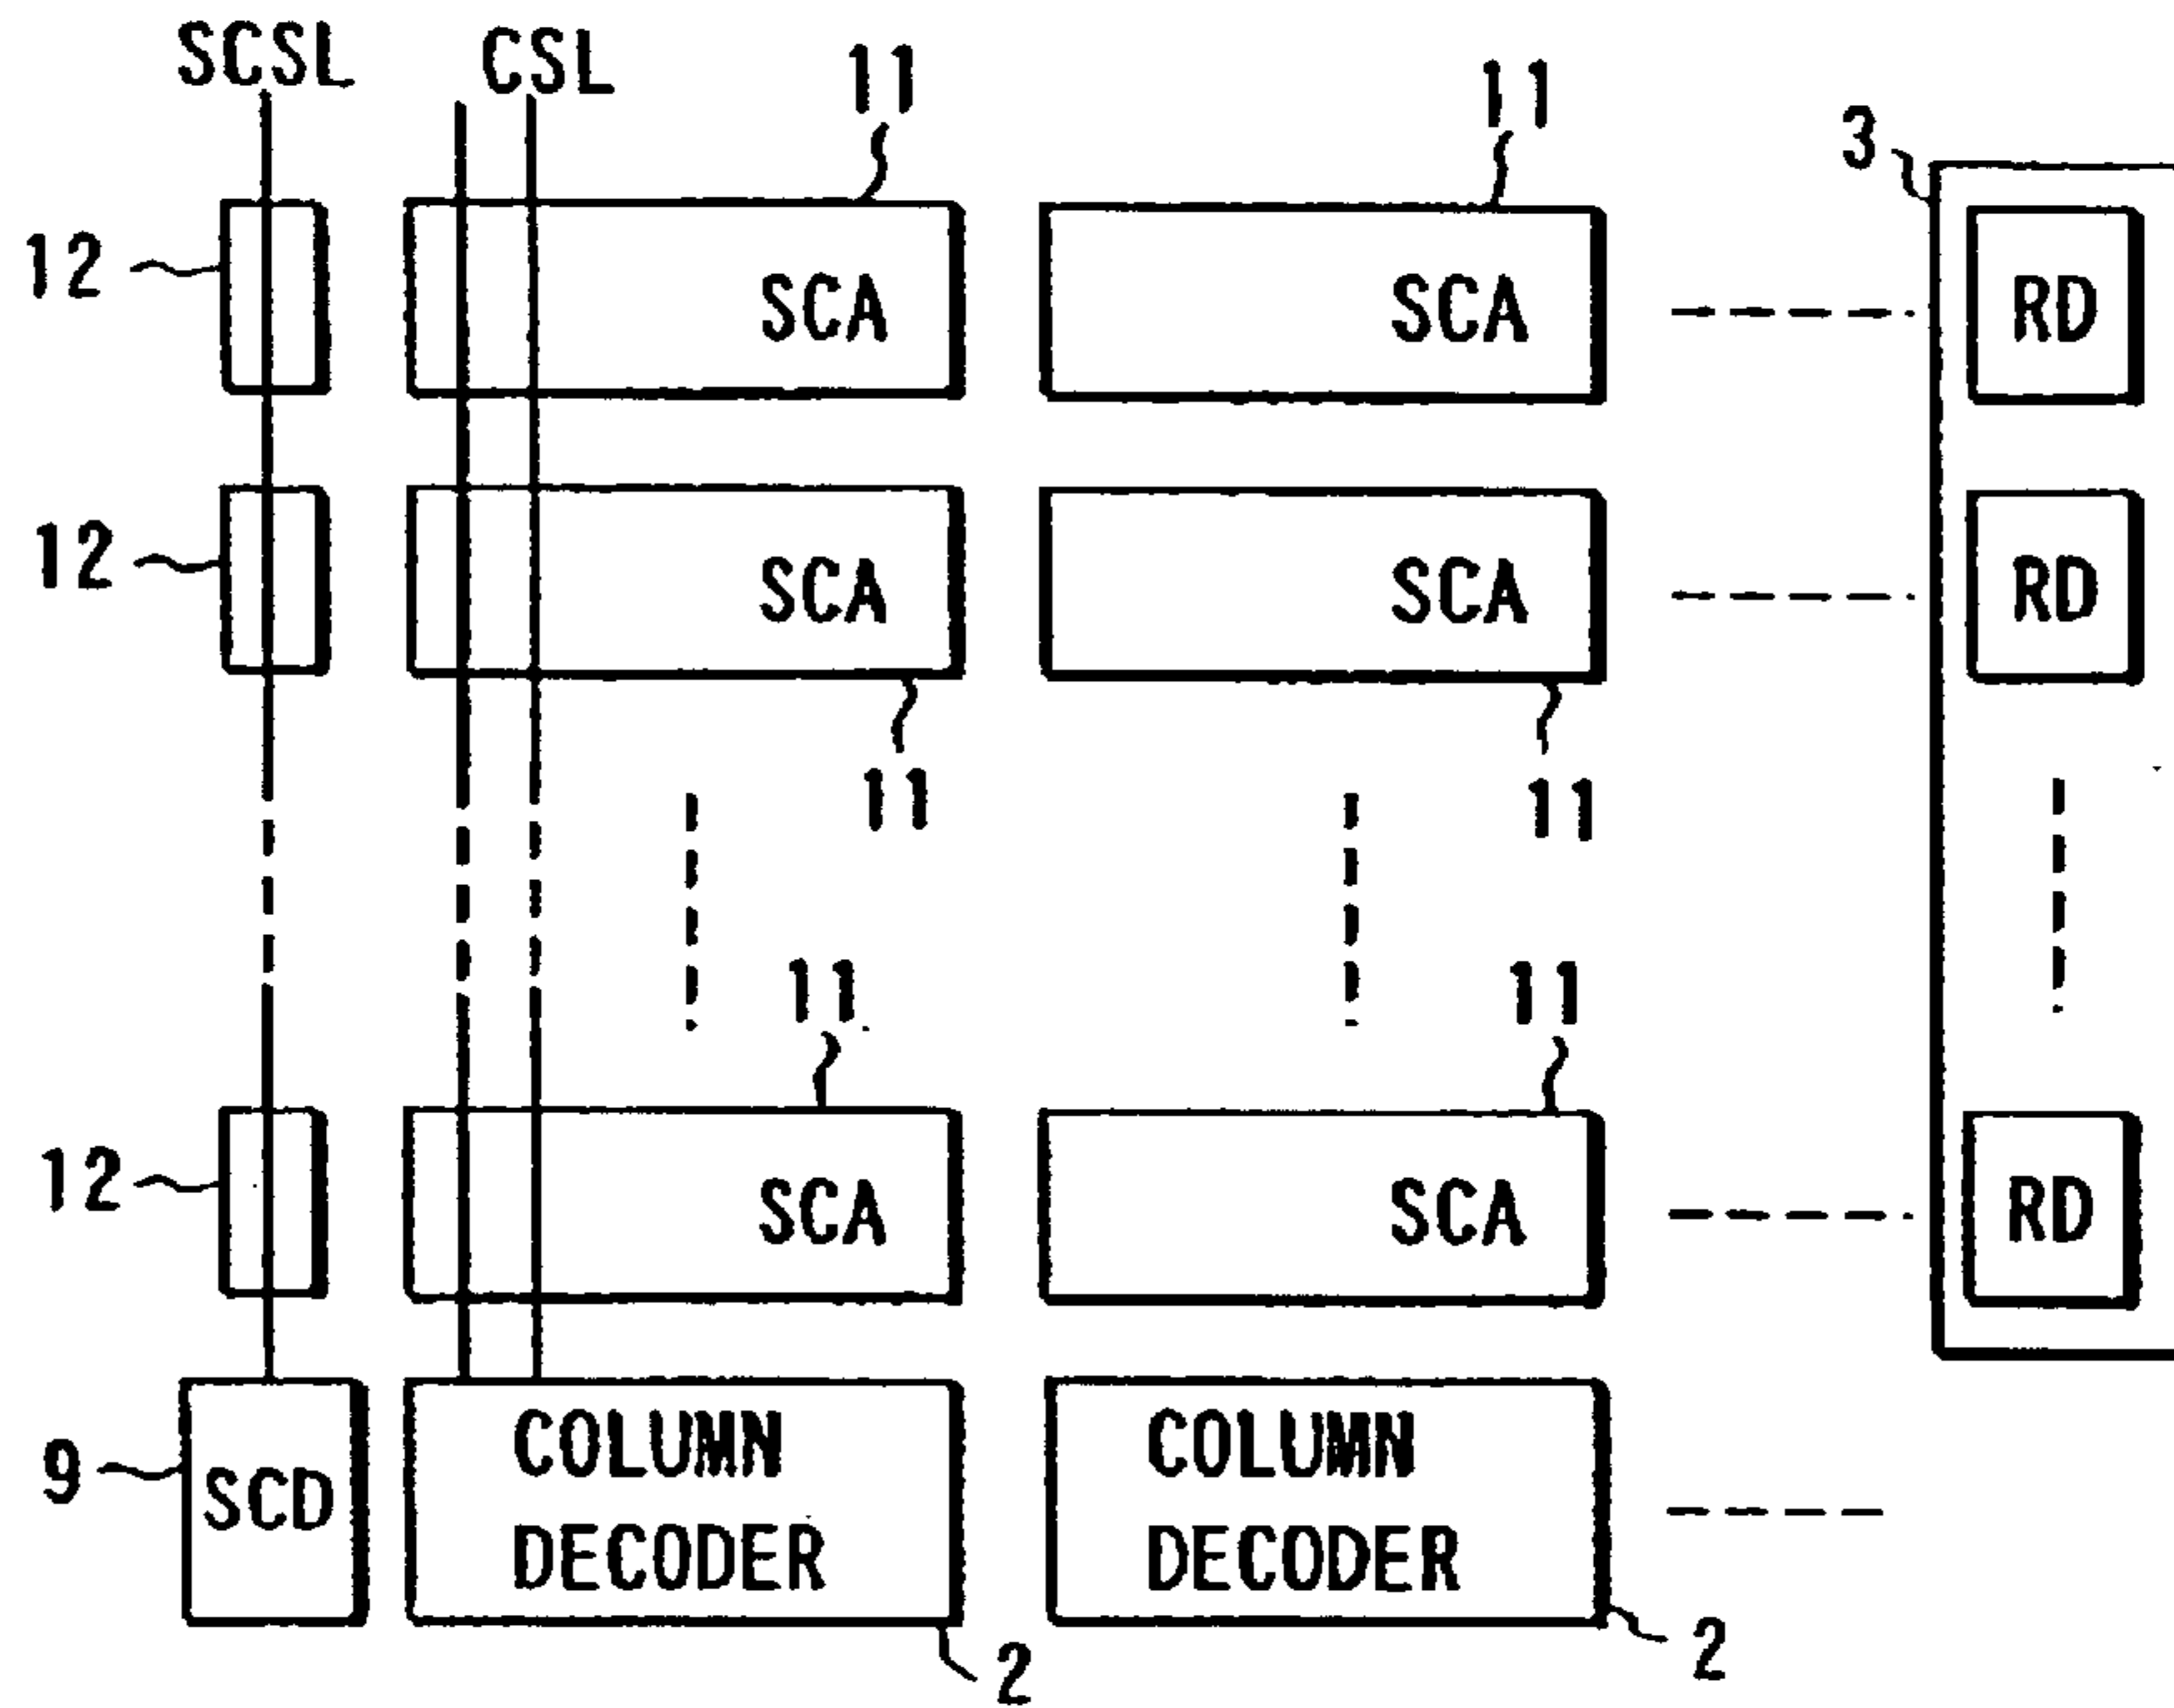 SCSL CSL 11 11
3
12 SCA SCA RD
12 SCA SCA RD
11 11
11 11
12 SCA SCA RD
9 SCD COLUMN DECODER COLUMN DECODER
2 2